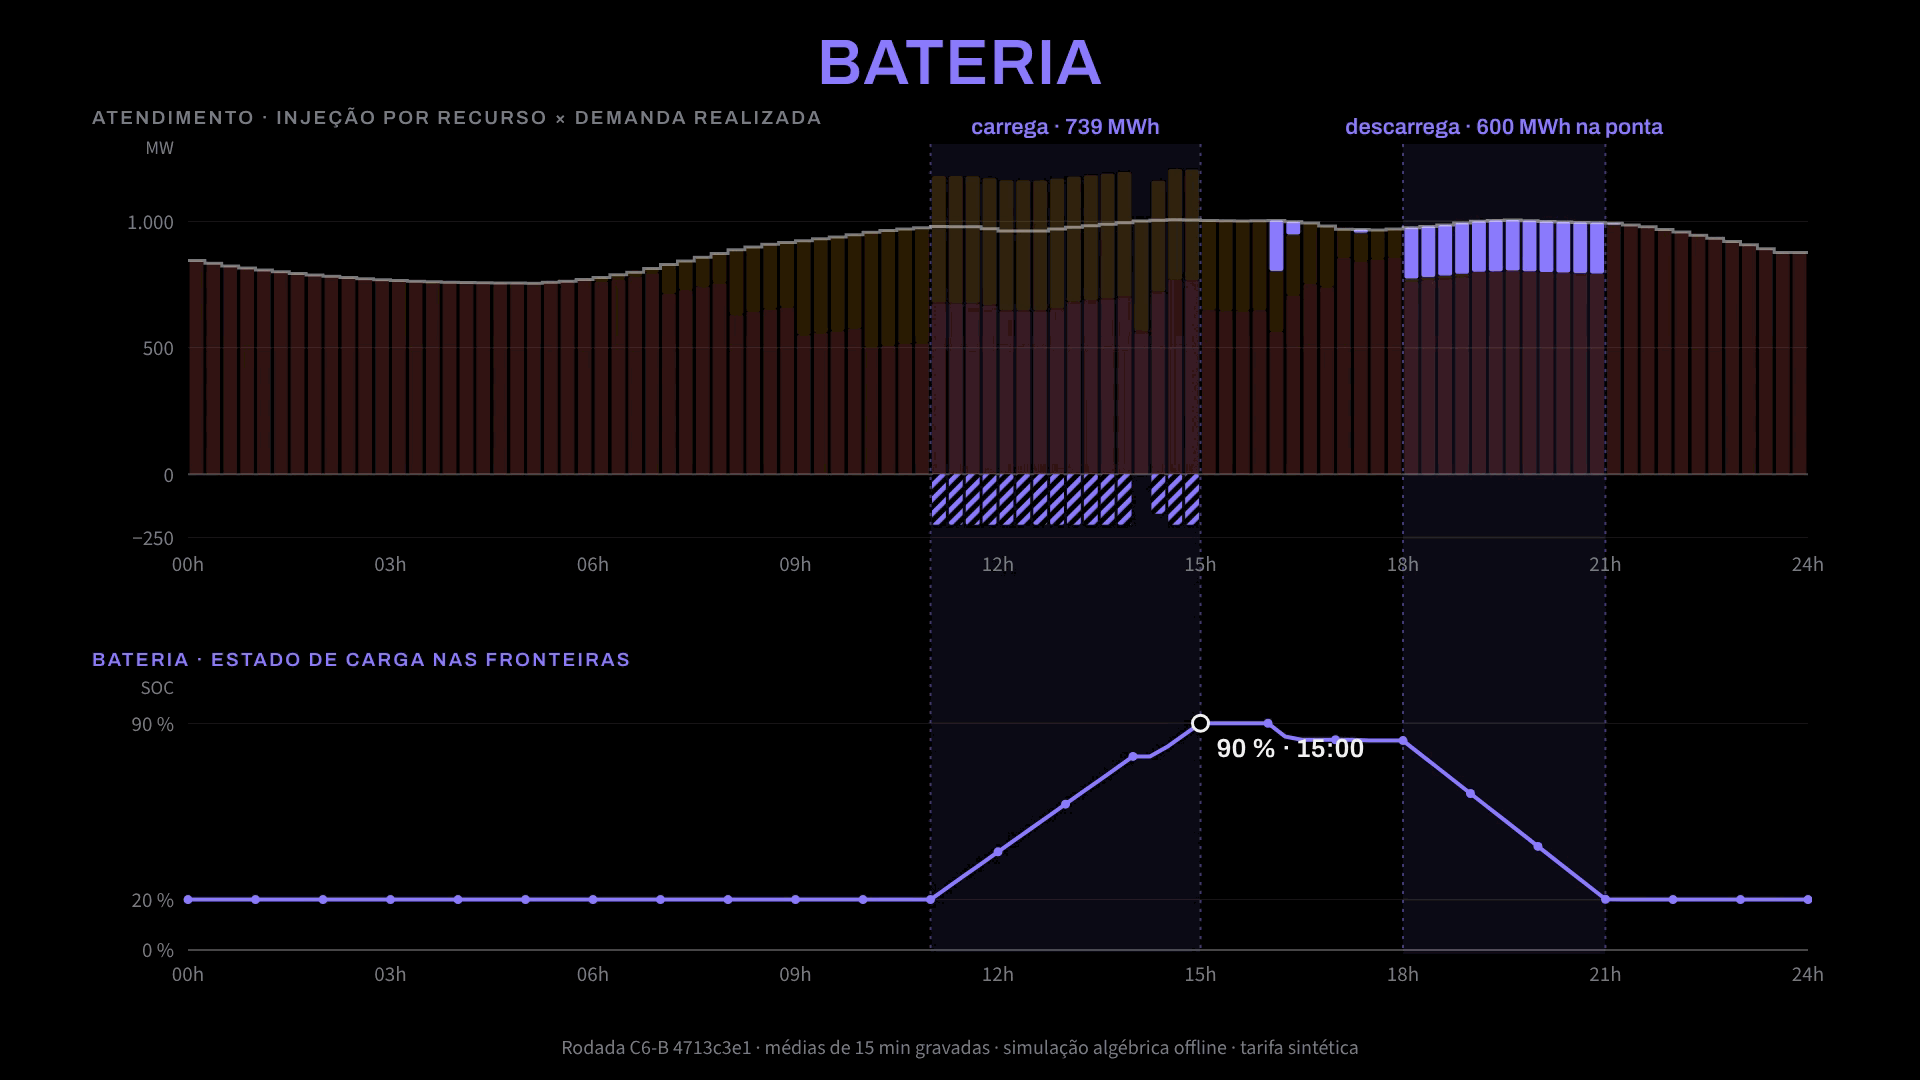 BATERIA
ATENDIMENTO · INJEÇÃO POR RECURSO × DEMANDA REALIZADA
carrega · 739 MWh
descarrega · 600 MWh na ponta
MW
1.000
500
0
−250
00h 03h 06h 09h 12h 15h 18h 21h 24h
BATERIA · ESTADO DE CARGA NAS FRONTEIRAS
SOC
90 %
90 % · 15:00
20 %
0 %
00h 03h 06h 09h 12h 15h 18h 21h 24h
Rodada C6-B 4713c3e1 · médias de 15 min gravadas · simulação algébrica offline · tarifa sintética